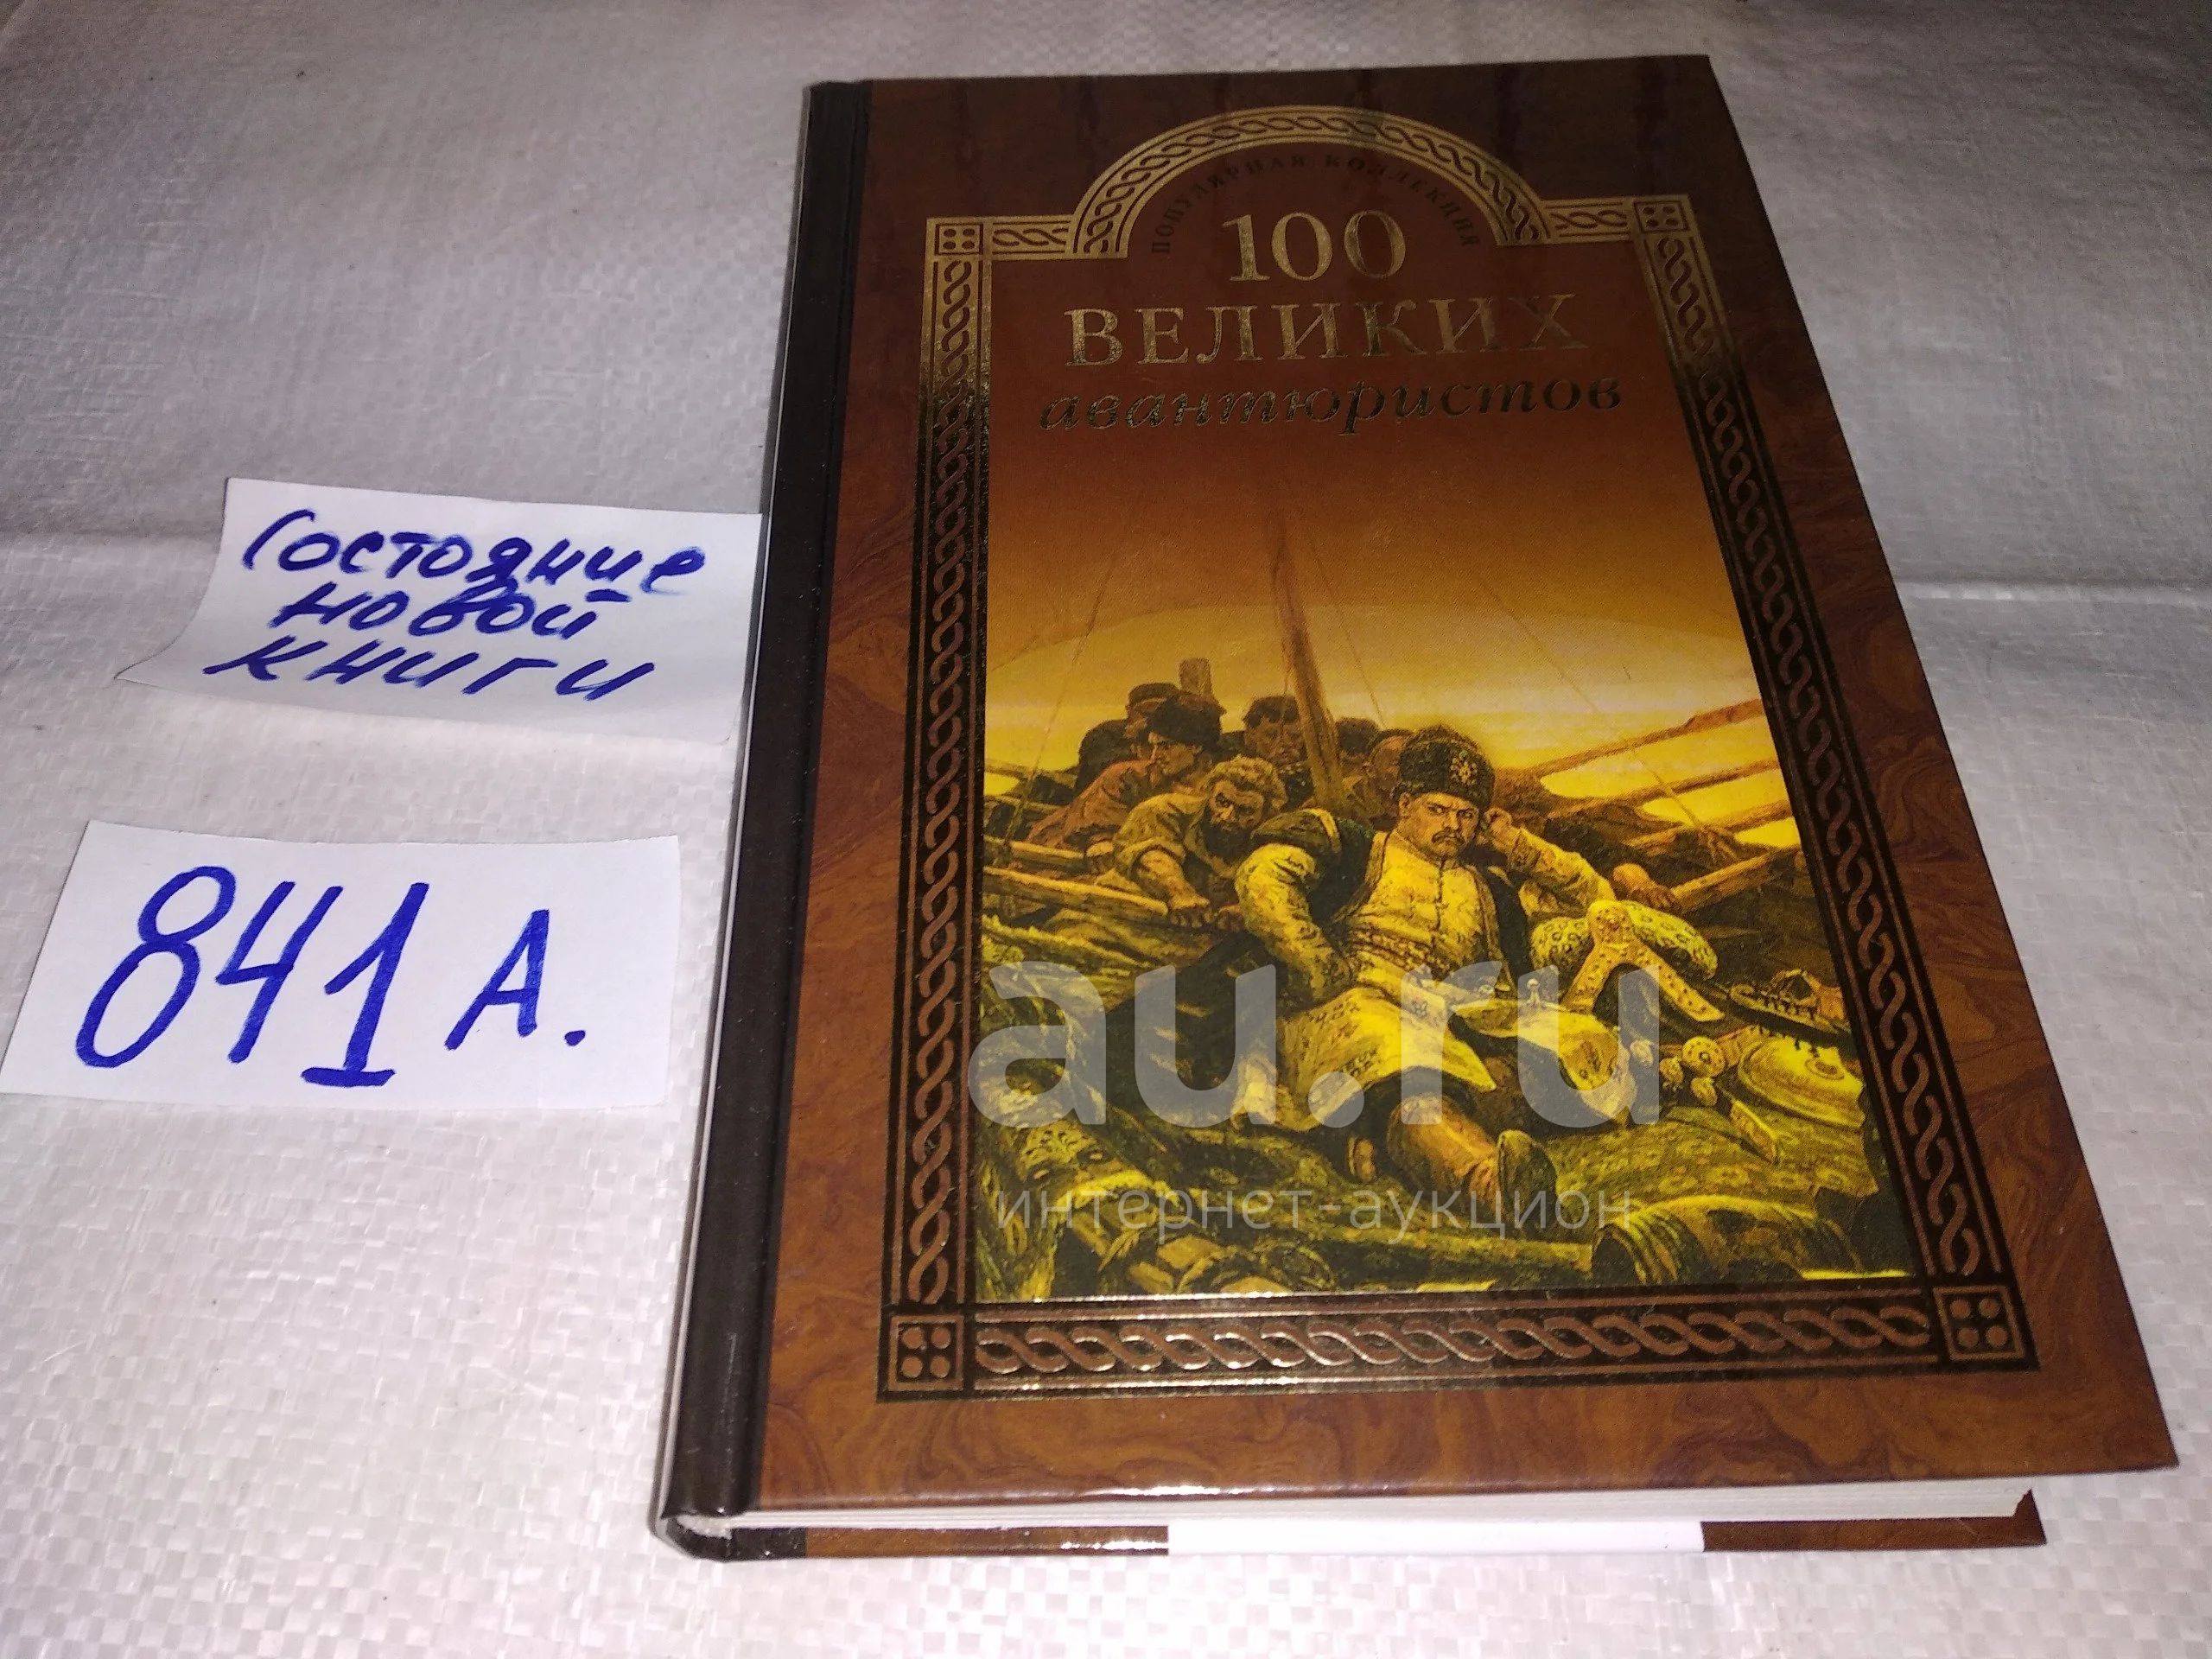 ПОПУЛЯРНАЯ КОЛЛЕКЦИЯ
100
ВЕЛИКИХ
авантюристов
Состояние
новой
книги
841 А.
au.ru
интернет-аукцион